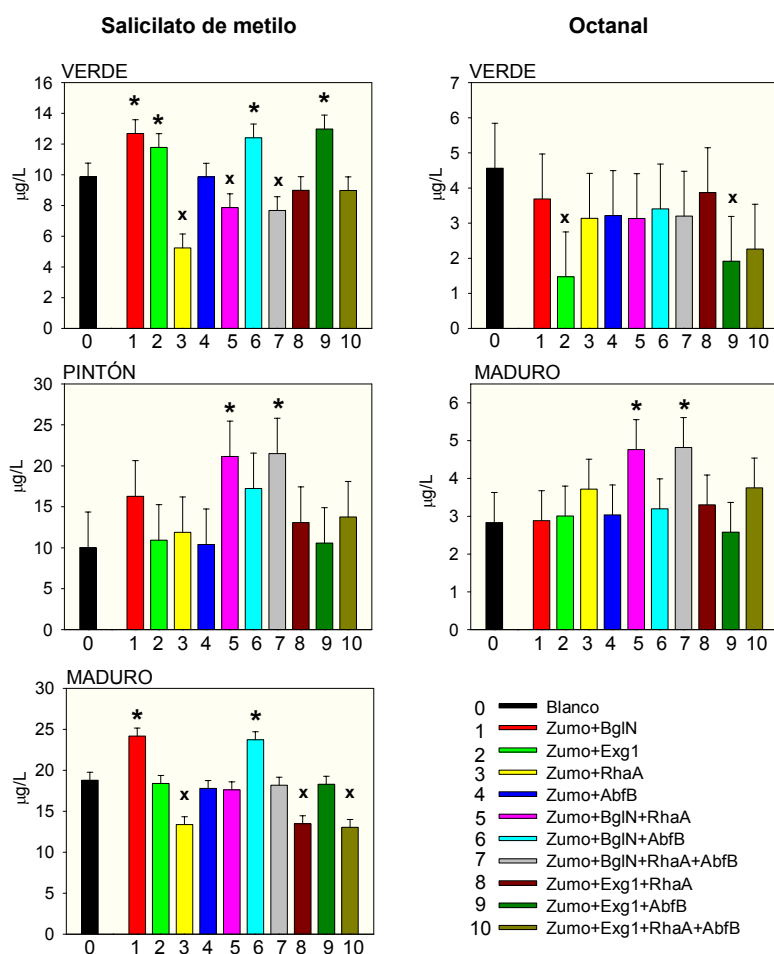 Salicilato de metilo
Octanal
VERDE
16
14
12
10
8
6
4
2
0
µg/L
* * x x * x *
0 1 2 3 4 5 6 7 8 9 10
VERDE
7
6
5
4
3
2
1
0
µg/L
x x
0 1 2 3 4 5 6 7 8 9 10
PINTÓN
30
25
20
15
10
5
0
µg/L
* *
0 1 2 3 4 5 6 7 8 9 10
MADURO
6
5
4
3
2
1
0
µg/L
* *
0 1 2 3 4 5 6 7 8 9 10
MADURO
30
25
20
15
10
5
0
µg/L
* x * x x
0 1 2 3 4 5 6 7 8 9 10
0 Blanco
1 Zumo+BglN
2 Zumo+Exg1
3 Zumo+RhaA
4 Zumo+AbfB
5 Zumo+BglN+RhaA
6 Zumo+BglN+AbfB
7 Zumo+BglN+RhaA+AbfB
8 Zumo+Exg1+RhaA
9 Zumo+Exg1+AbfB
10 Zumo+Exg1+RhaA+AbfB